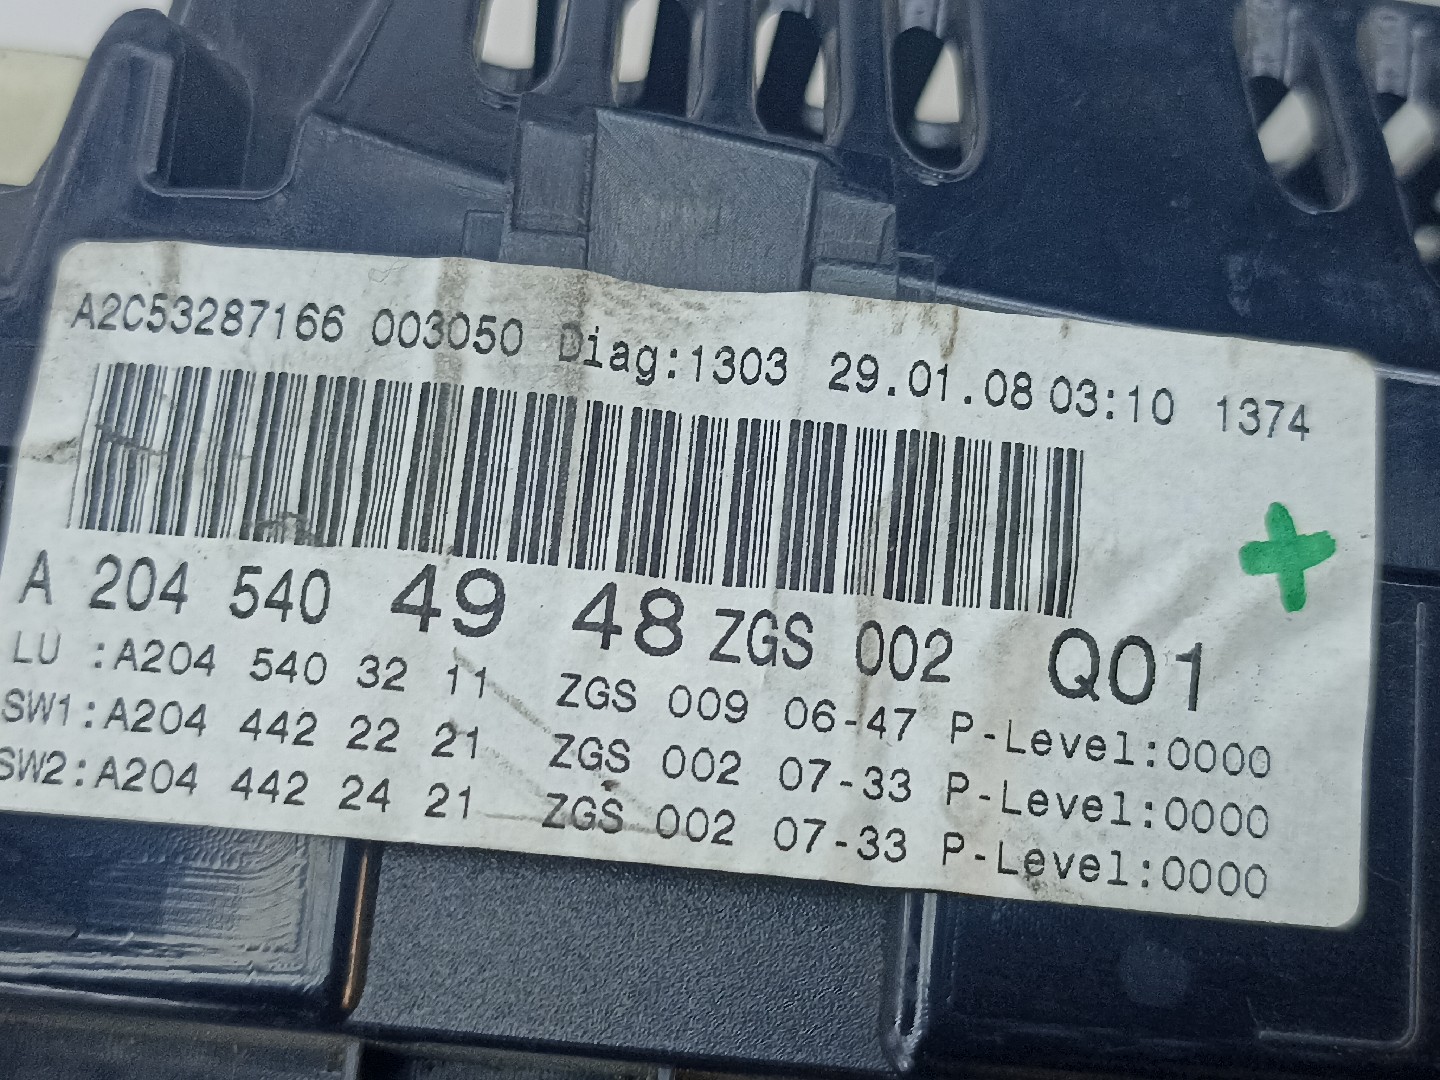 A2C53287166 003050 Diag:1303 29.01.08 03:10 1374
A 204 540 49 48 ZGS 002 Q01
LU :A204 540 32 11 ZGS 009 06-47 P-Level:0000
SW1:A204 442 22 21 ZGS 002 07-33 P-Level:0000
SW2:A204 442 24 21 ZGS 002 07-33 P-Level:0000